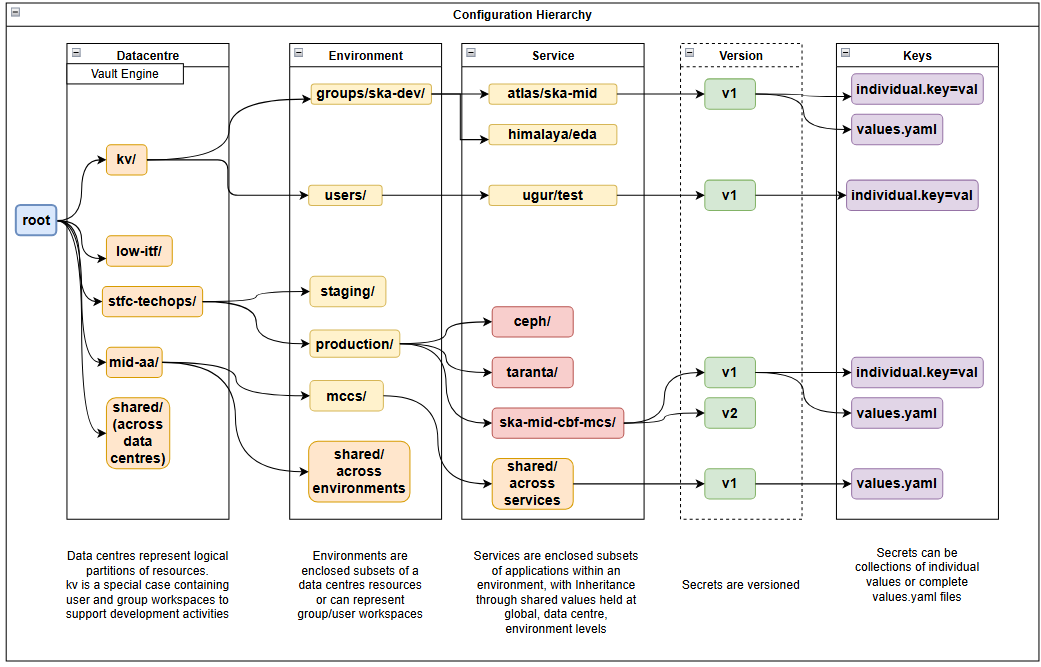 Configuration Hierarchy
Datacentre
Vault Engine
Environment
Service
Version
Keys
root
kv/
low-itf/
stfc-techops/
mid-aa/
shared/
(across
data
centres)
groups/ska-dev/
users/
staging/
production/
mccs/
shared/
across
environments
atlas/ska-mid
himalaya/eda
ugur/test
ceph/
taranta/
ska-mid-cbf-mcs/
shared/
across
services
v1
v1
v1
v2
v1
individual.key=val
values.yaml
individual.key=val
individual.key=val
values.yaml
values.yaml
Data centres represent logical
partitions of resources.
kv is a special case containing
user and group workspaces to
support development activities
Environments are
enclosed subsets of a
data centres resources
or can represent
group/user workspaces
Services are enclosed subsets
of applications within an
environment, with Inheritance
through shared values held at
global, data centre,
environment levels
Secrets are versioned
Secrets can be
collections of individual
values or complete
values.yaml files